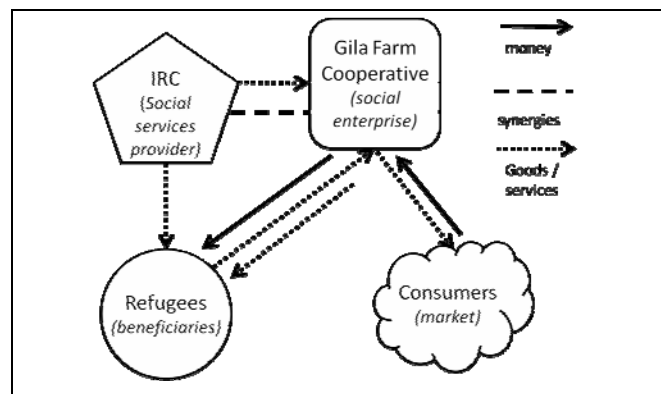 IRC
(Social
services
provider)
Gila Farm
Cooperative
(social
enterprise)
money
synergies
Goods /
services
Refugees
(beneficiaries)
Consumers
(market)